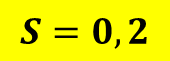 S = 0,2